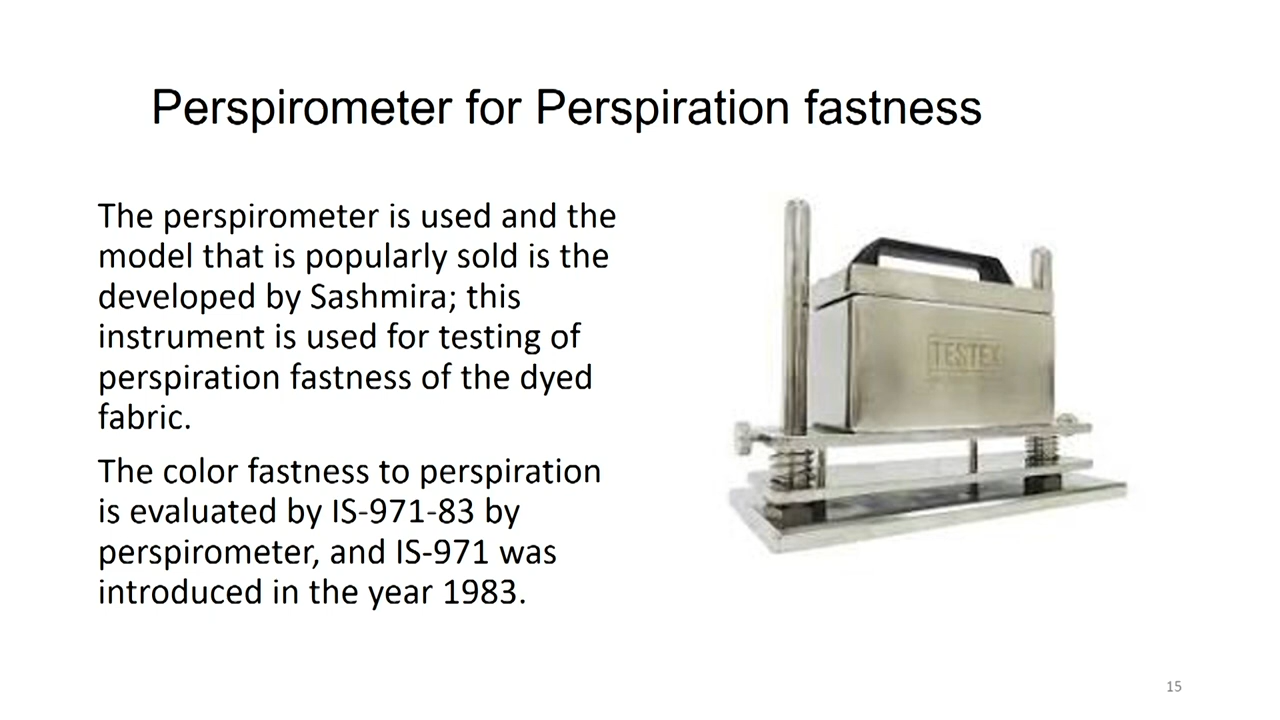 Perspirometer for Perspiration fastness
The perspirometer is used and the
model that is popularly sold is the
developed by Sashmira; this
instrument is used for testing of
perspiration fastness of the dyed
fabric.
The color fastness to perspiration
is evaluated by IS-971-83 by
perspirometer, and IS-971 was
introduced in the year 1983.
TESTEX
15